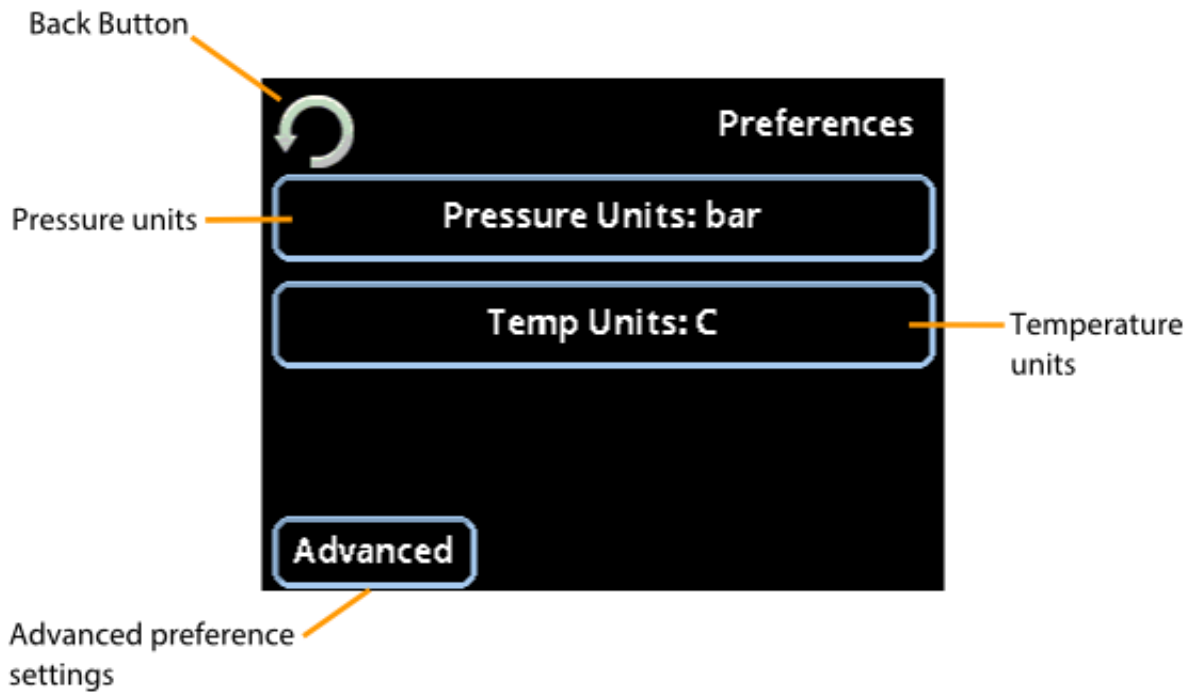 Back Button
Preferences
Pressure units
Pressure Units: bar
Temp Units: C
Temperature
units
Advanced
Advanced preference
settings